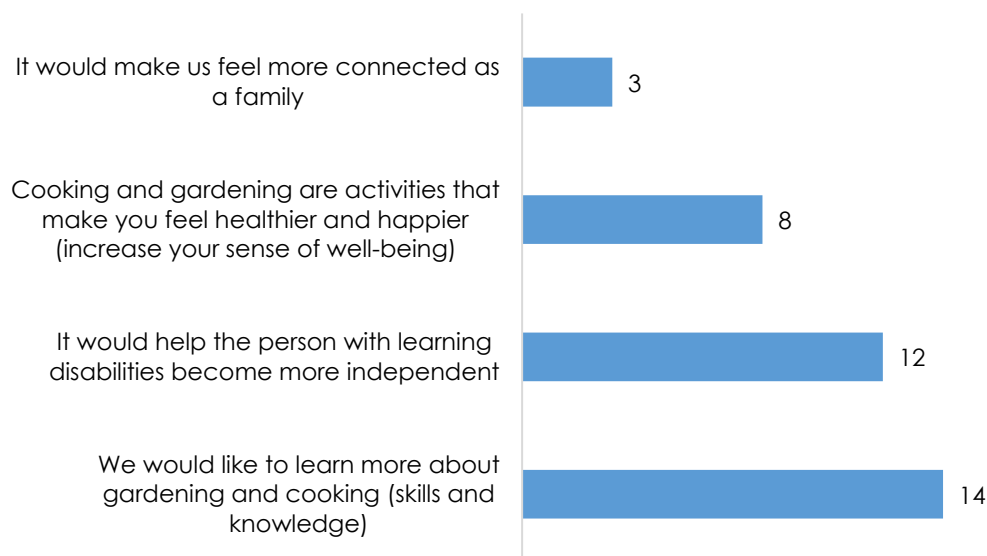 It would make us feel more connected as
a family
3
Cooking and gardening are activities that
make you feel healthier and happier
(increase your sense of well-being)
8
It would help the person with learning
disabilities become more independent
12
We would like to learn more about
gardening and cooking (skills and
knowledge)
14